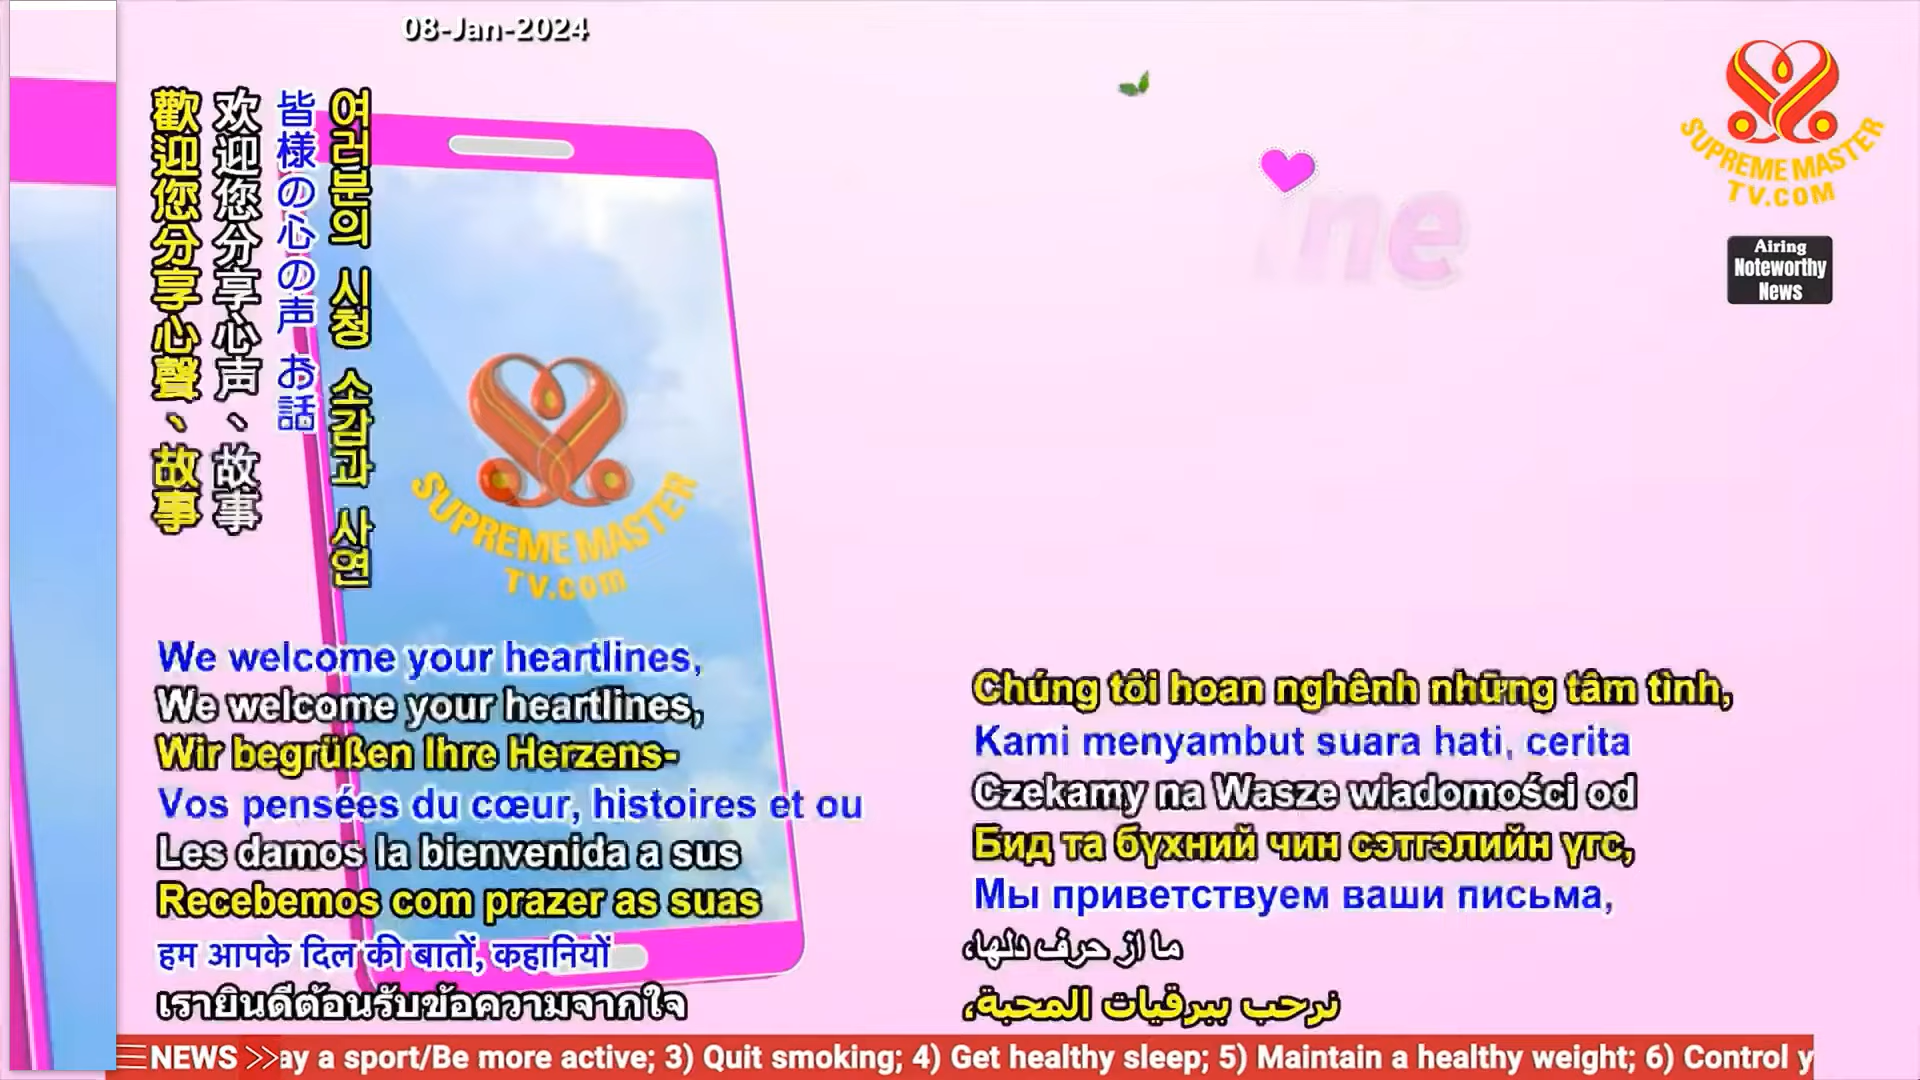 08-Jan-2024
歡迎您分享心聲、故事
欢迎您分享心声、故事
皆様の心の声 お話
여러분의 시청 소감과 사연
SUPREME MASTER
TV.com
ine
SUPREME MASTER
TV.COM
Airing
Noteworthy
News
We welcome your heartlines,
We welcome your heartlines,
Wir begrüßen Ihre Herzens-
Vos pensées du cœur, histoires et ou
Les damos la bienvenida a sus
Recebemos com prazer as suas
हम आपके दिल की बातों, कहानियों
เรายินดีต้อนรับข้อความจากใจ
Chúng tôi hoan nghênh những tâm tình,
Kami menyambut suara hati, cerita
Czekamy na Wasze wiadomości od
Бид та бүхний чин сэтгэлийн үгс,
Мы приветствуем ваши письма,
ما از حرف دلها،
نرحب ببرقيات المحبة،
NEWS ay a sport/Be more active; 3) Quit smoking; 4) Get healthy sleep; 5) Maintain a healthy weight; 6) Control y